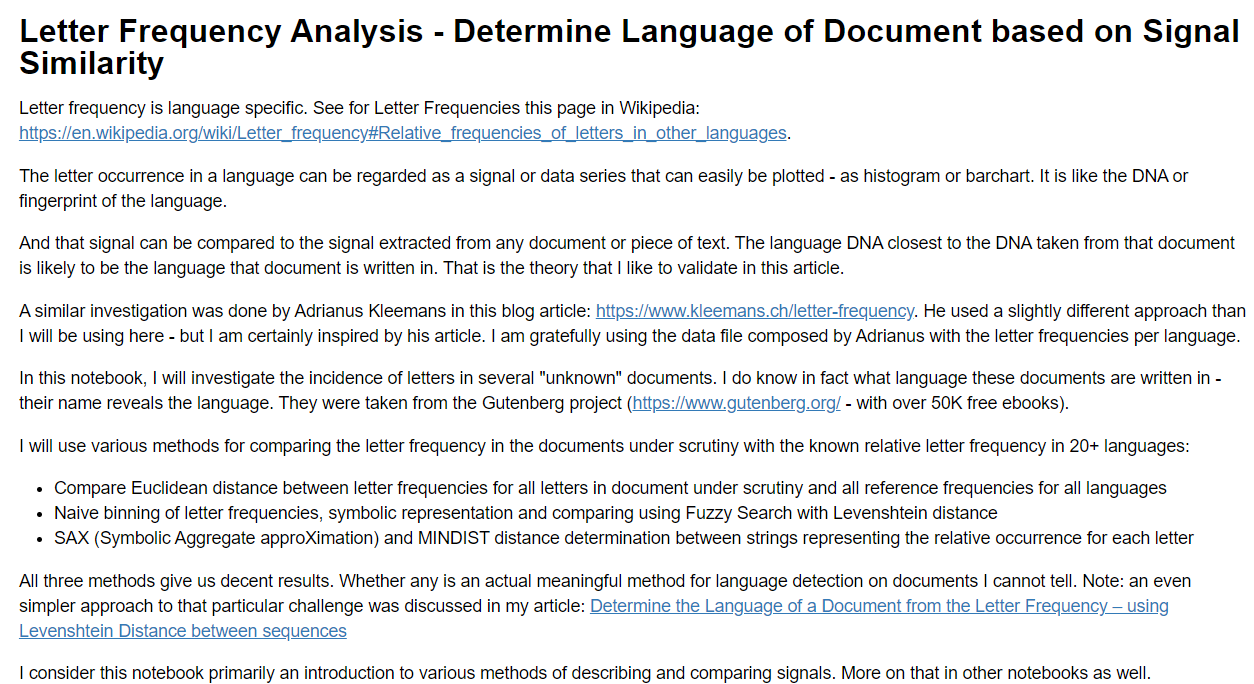 Letter Frequency Analysis - Determine Language of Document based on Signal
Similarity
Letter frequency is language specific. See for Letter Frequencies this page in Wikipedia:
https://en.wikipedia.org/wiki/Letter_frequency#Relative_frequencies_of_letters_in_other_languages.
The letter occurrence in a language can be regarded as a signal or data series that can easily be plotted - as histogram or barchart. It is like the DNA or
fingerprint of the language.
And that signal can be compared to the signal extracted from any document or piece of text. The language DNA closest to the DNA taken from that document
is likely to be the language that document is written in. That is the theory that I like to validate in this article.
A similar investigation was done by Adrianus Kleemans in this blog article: https://www.kleemans.ch/letter-frequency. He used a slightly different approach than
I will be using here - but I am certainly inspired by his article. I am gratefully using the data file composed by Adrianus with the letter frequencies per language.
In this notebook, I will investigate the incidence of letters in several "unknown" documents. I do know in fact what language these documents are written in -
their name reveals the language. They were taken from the Gutenberg project (https://www.gutenberg.org/ - with over 50K free ebooks).
I will use various methods for comparing the letter frequency in the documents under scrutiny with the known relative letter frequency in 20+ languages:
• Compare Euclidean distance between letter frequencies for all letters in document under scrutiny and all reference frequencies for all languages
• Naive binning of letter frequencies, symbolic representation and comparing using Fuzzy Search with Levenshtein distance
• SAX (Symbolic Aggregate approXimation) and MINDIST distance determination between strings representing the relative occurrence for each letter
All three methods give us decent results. Whether any is an actual meaningful method for language detection on documents I cannot tell. Note: an even
simpler approach to that particular challenge was discussed in my article: Determine the Language of a Document from the Letter Frequency – using
Levenshtein Distance between sequences
I consider this notebook primarily an introduction to various methods of describing and comparing signals. More on that in other notebooks as well.